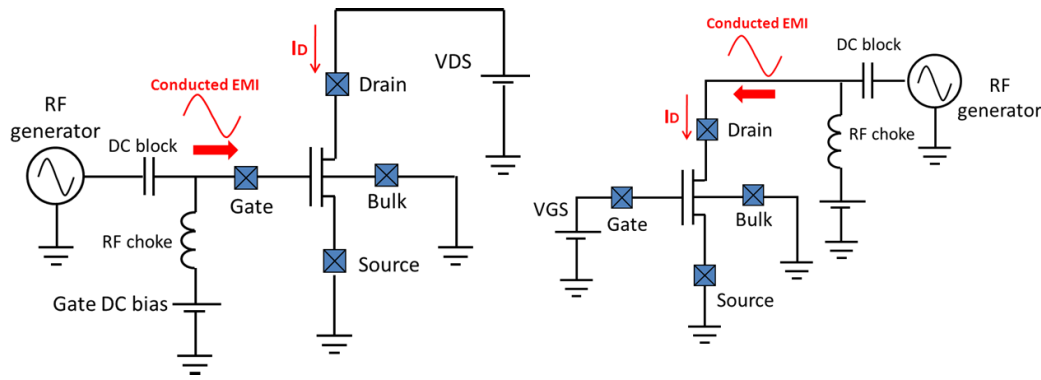 RF
generator
DC block
Conducted EMI
ID
Drain
VDS
Gate
Bulk
RF choke
Source
Gate DC bias
Conducted EMI
DC block
RF
generator
ID
Drain
RF choke
VGS
Gate
Bulk
Source